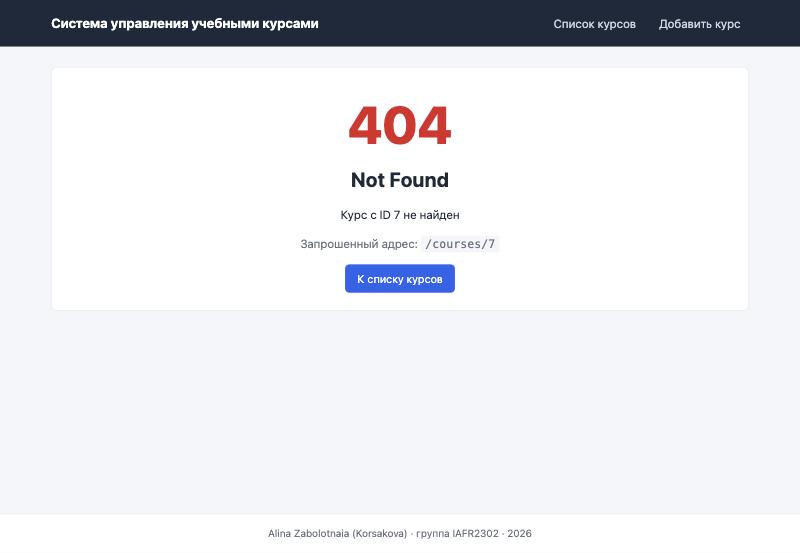 Система управления учебными курсами
Список курсов Добавить курс
404
Not Found
Курс с ID 7 не найден
Запрошенный адрес: /courses/7
К списку курсов
Alina Zabolotnaia (Korsakova) · группа IAFR2302 · 2026